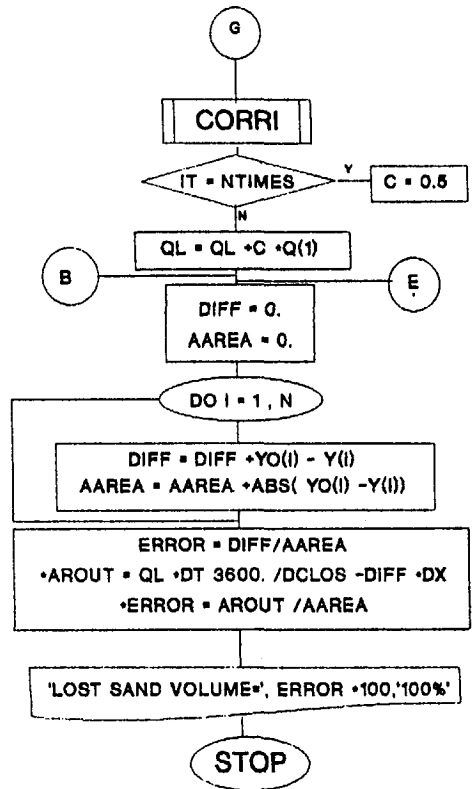 G
CORRI
IT = NTIMES
Y
C = 0.5
N
QL = QL +C +Q(1)
B
E
DIFF = 0.
AAREA = 0.
DO I = 1 , N
DIFF = DIFF +YO(I) - Y(I)
AAREA = AAREA +ABS( YO(I) -Y(I))
ERROR = DIFF/AAREA
+AROUT = QL +DT 3600. /DCLOS -DIFF +DX
+ERROR = AROUT /AAREA
'LOST SAND VOLUME=', ERROR +100,'100%'
STOP